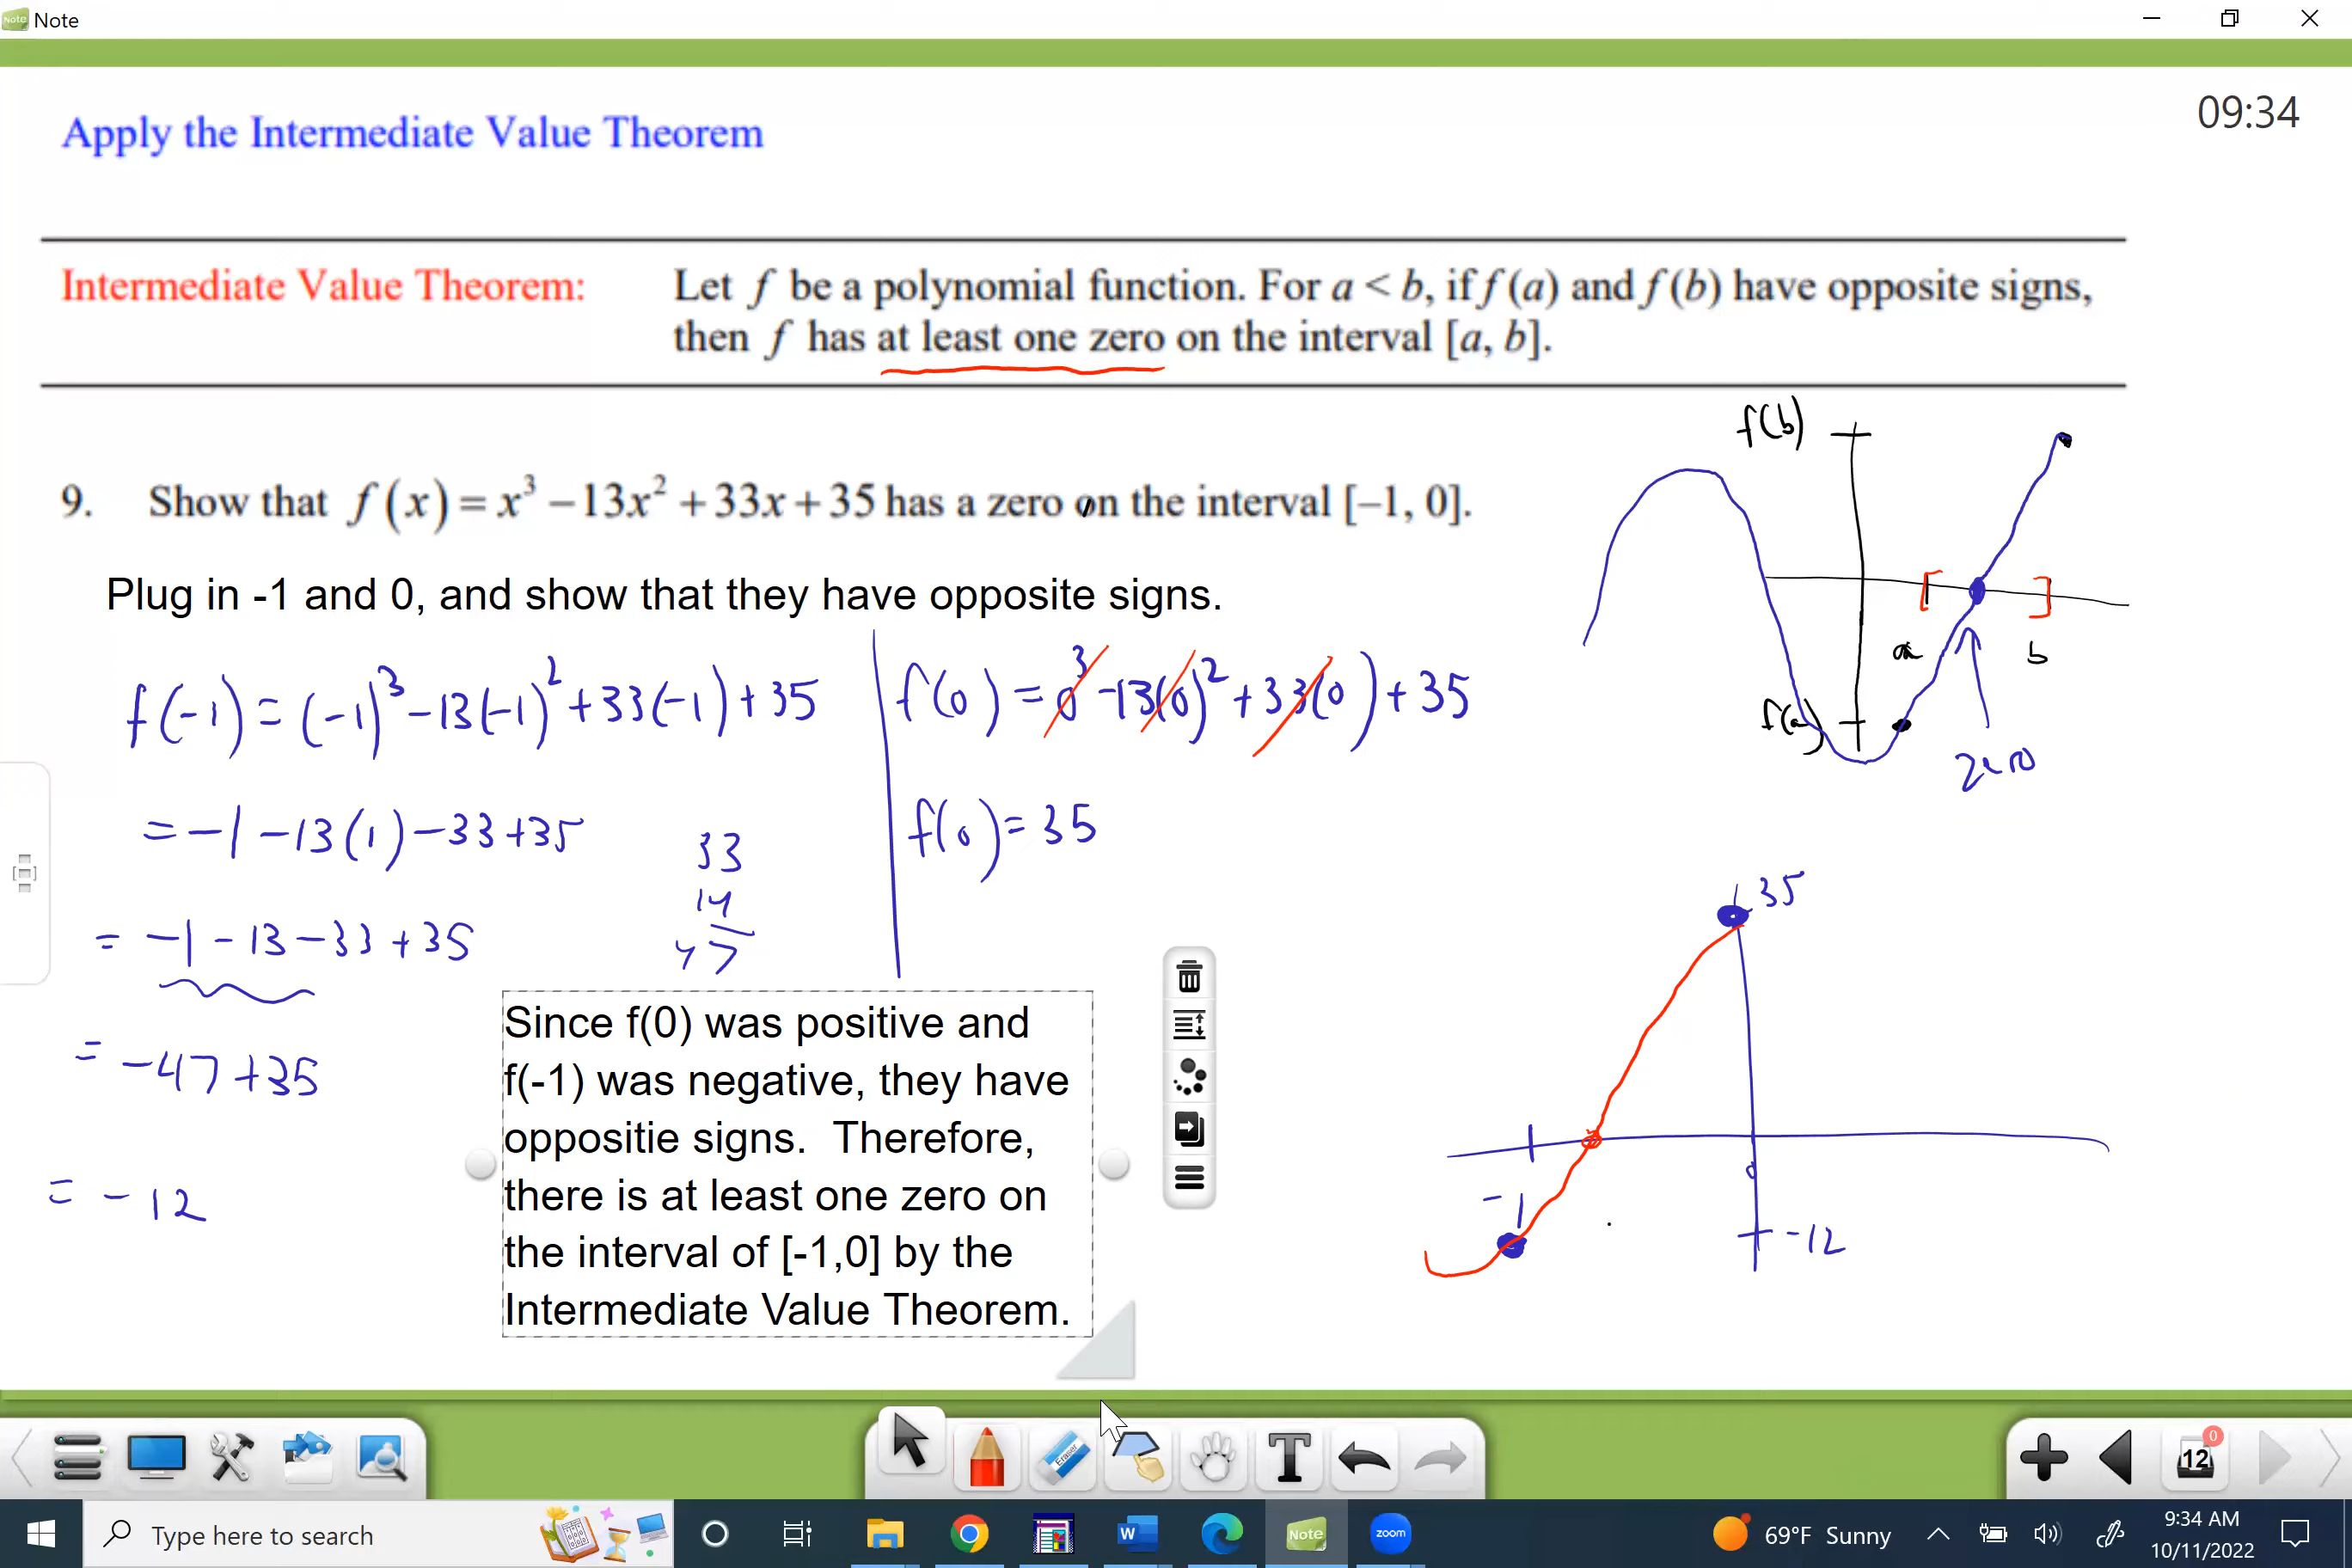 Note
Apply the Intermediate Value Theorem
09:34
Intermediate Value Theorem:
Let f be a polynomial function. For a < b, if f (a) and f (b) have opposite signs,
then f has at least one zero on the interval [a, b].
9. Show that f(x) = x³ − 13x² + 33x + 35 has a zero on the interval [−1, 0].
Plug in -1 and 0, and show that they have opposite signs.
f(-1) = (-1)³ - 13(-1)² + 33(-1) + 35
= -1 - 13(1) - 33 + 35
= -1 - 13 - 33 + 35
= -47 + 35
= -12
33
14
47
f(0) = 0³ - 13(0)² + 33(0) + 35
f(0) = 35
Since f(0) was positive and
f(-1) was negative, they have
oppositie signs.  Therefore,
there is at least one zero on
the interval of [-1,0] by the
Intermediate Value Theorem.
f(b)
[ ]
a
b
f(a)
zero
35
-1
0
-12
Eraser
T
12
0
Type here to search
W
Note
zoom
69°F Sunny
9:34 AM
10/11/2022